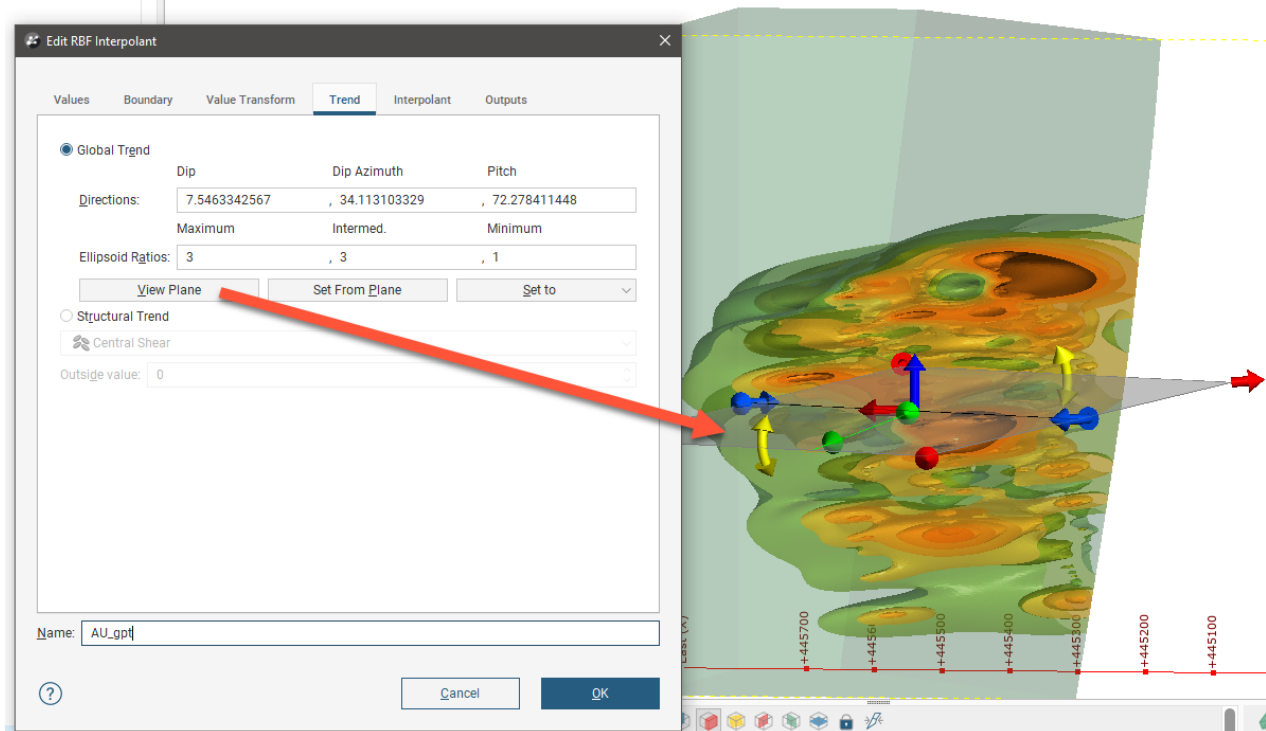 Edit RBF Interpolant
Values Boundary Value Transform Trend Interpolant Outputs
Global Trend
Dip Dip Azimuth Pitch
Directions: 7.5463342567 , 34.113103329 , 72.278411448
Maximum Intermed. Minimum
Ellipsoid Ratios: 3 , 3 , 1
View Plane Set From Plane Set to
Structural Trend
Central Shear
Outside value: 0
Name: AU_gpt
? Cancel OK
East (X)
+445700
+445500
+445400
+445300
+445200
+445100